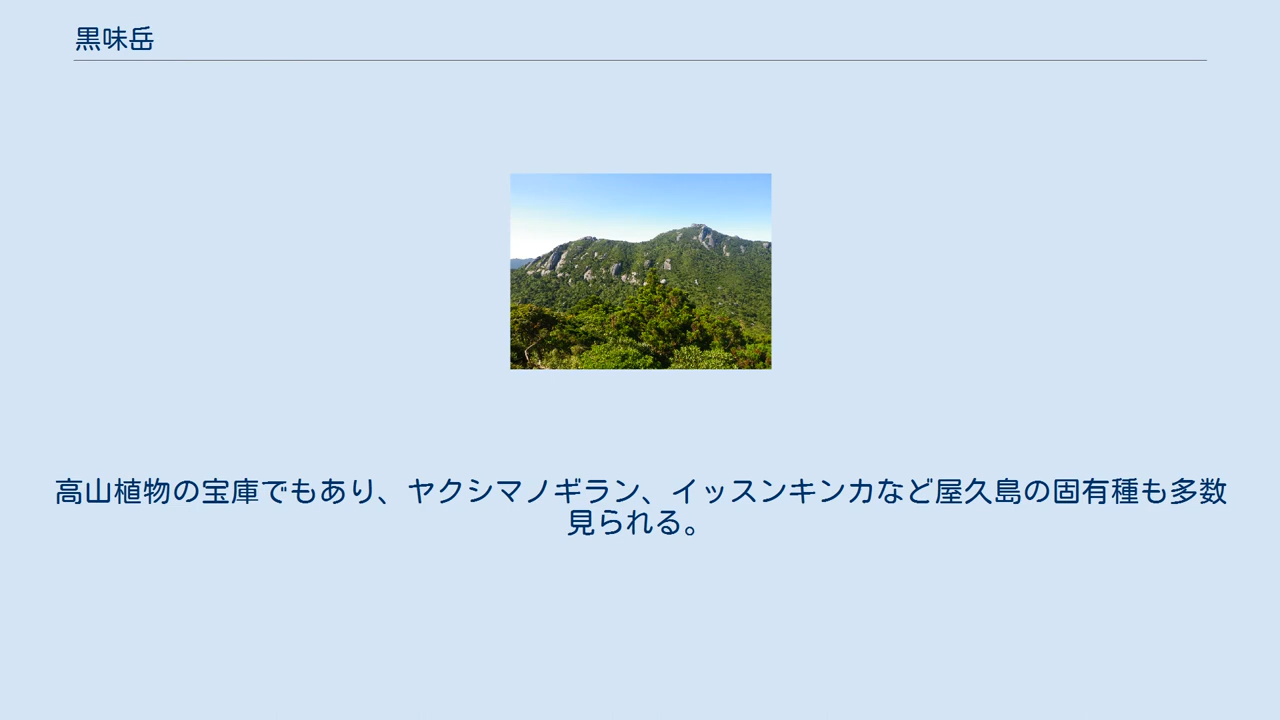 黒味岳
高山植物の宝庫でもあり、ヤクシマノギラン、イッスンキンカなど屋久島の固有種も多数
見られる。